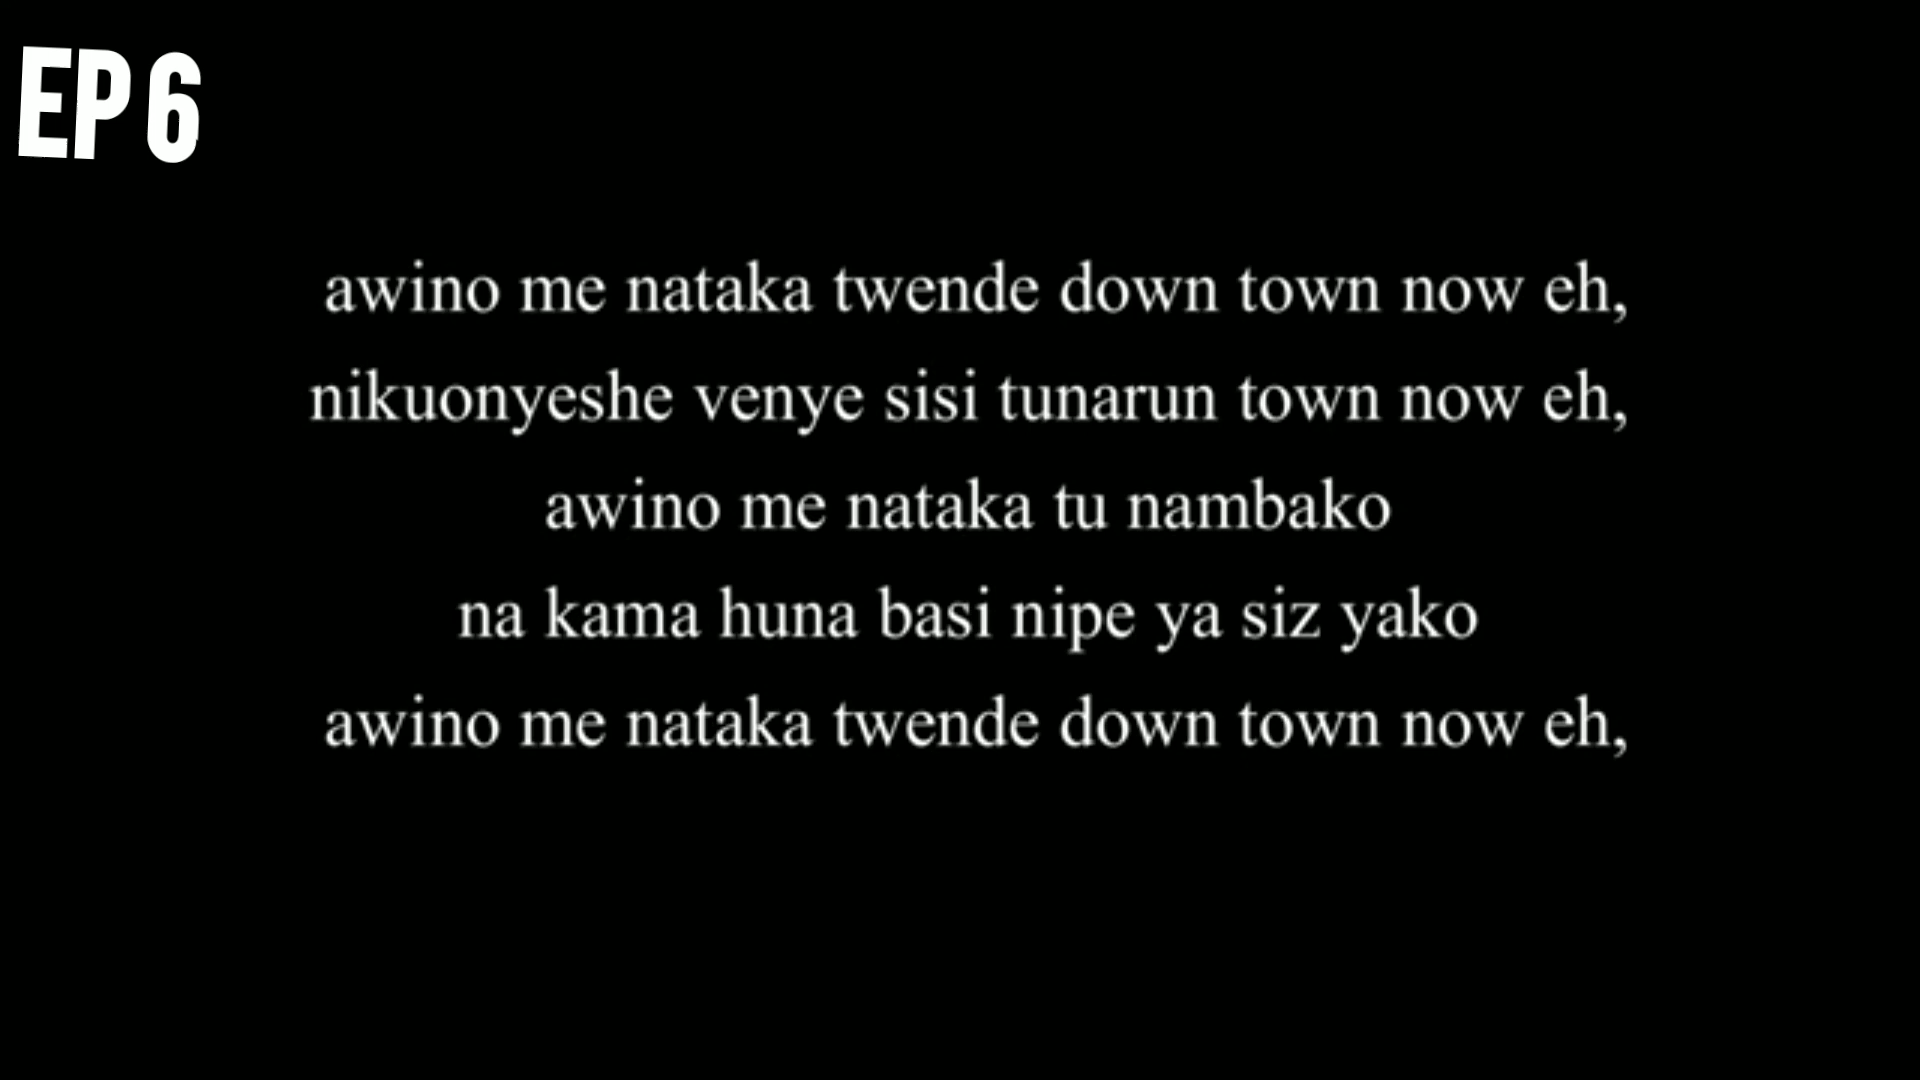 EP 6
awino me nataka twende down town now eh,
nikuonyeshe venye sisi tunarun town now eh,
awino me nataka tu nambako
na kama huna basi nipe ya siz yako
awino me nataka twende down town now eh,